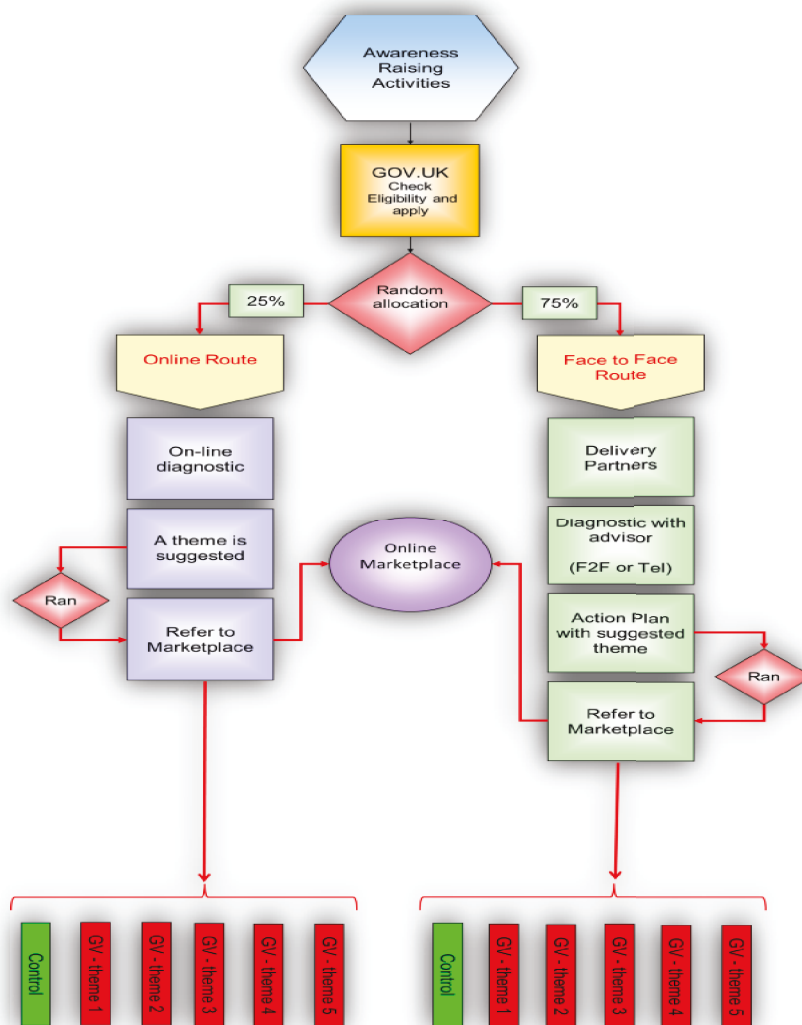 Awareness
Raising
Activities
GOV.UK
Check
Eligibility and
apply
Random
allocation
25%
75%
Online Route
Face to Face
Route
On-line
diagnostic
Delivery
Partners
A theme is
suggested
Online
Marketplace
Diagnostic with
advisor
(F2F or Tel)
Ran
Refer to
Marketplace
Action Plan
with suggested
theme
Ran
Refer to
Marketplace
Control
GV - theme 1
GV - theme 2
GV - theme 3
GV - theme 4
GV - theme 5
Control
GV - theme 1
GV - theme 2
GV - theme 3
GV - theme 4
GV - theme 5